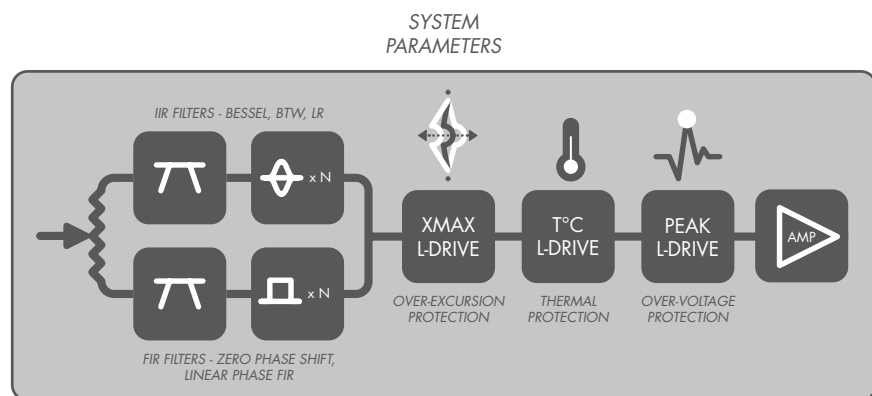 SYSTEM
PARAMETERS
IIR FILTERS - BESSEL, BTW, LR
x N
x N
FIR FILTERS - ZERO PHASE SHIFT,
LINEAR PHASE FIR
XMAX
L-DRIVE
OVER-EXCURSION
PROTECTION
T°C
L-DRIVE
THERMAL
PROTECTION
PEAK
L-DRIVE
OVER-VOLTAGE
PROTECTION
AMP